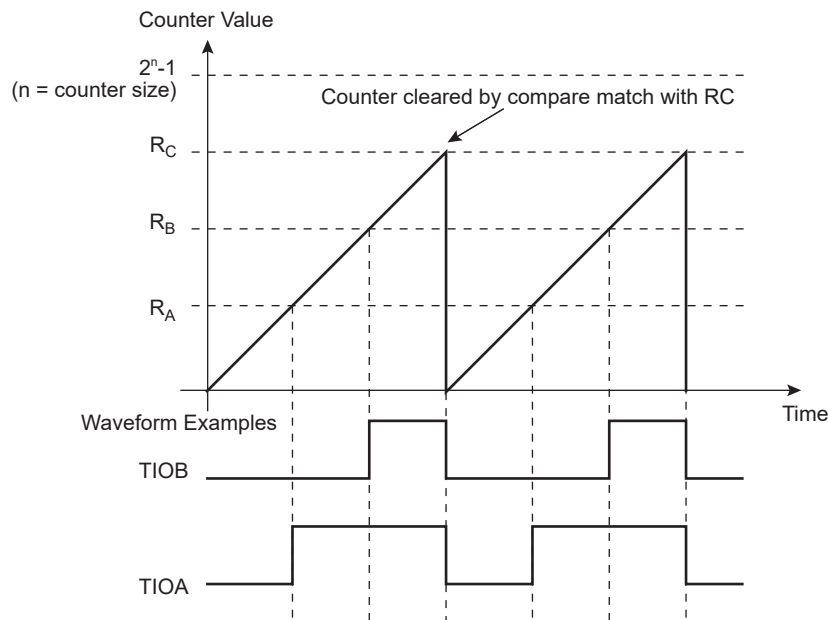 Counter Value
2ⁿ-1
(n = counter size)
Counter cleared by compare match with RC
R_C
R_B
R_A
Time
Waveform Examples
TIOB
TIOA